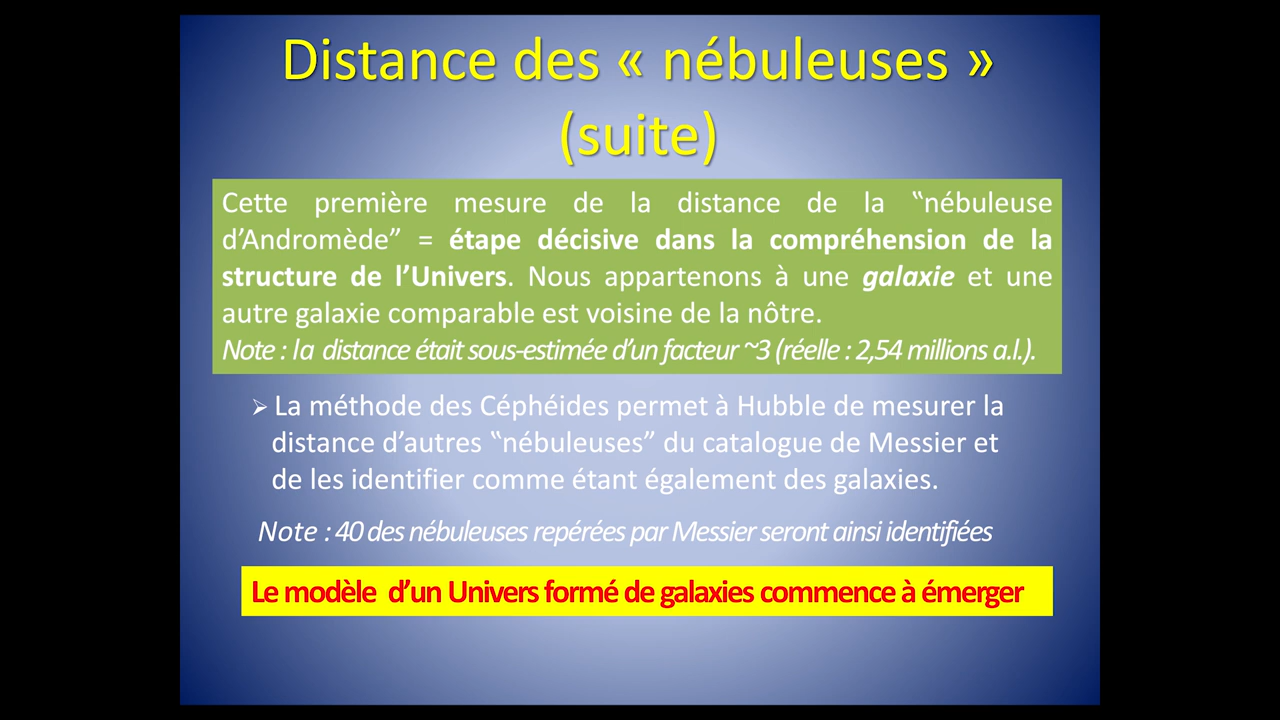 Distance des « nébuleuses »
(suite)
Cette première mesure de la distance de la ‟nébuleuse
d’Andromède” = étape décisive dans la compréhension de la
structure de l’Univers. Nous appartenons à une galaxie et une
autre galaxie comparable est voisine de la nôtre.
Note : la distance était sous-estimée d’un facteur ~3 (réelle : 2,54 millions a.l.).
➢ La méthode des Céphéides permet à Hubble de mesurer la
distance d’autres ‟nébuleuses” du catalogue de Messier et
de les identifier comme étant également des galaxies.
Note : 40 des nébuleuses repérées par Messier seront ainsi identifiées
Le modèle d’un Univers formé de galaxies commence à émerger